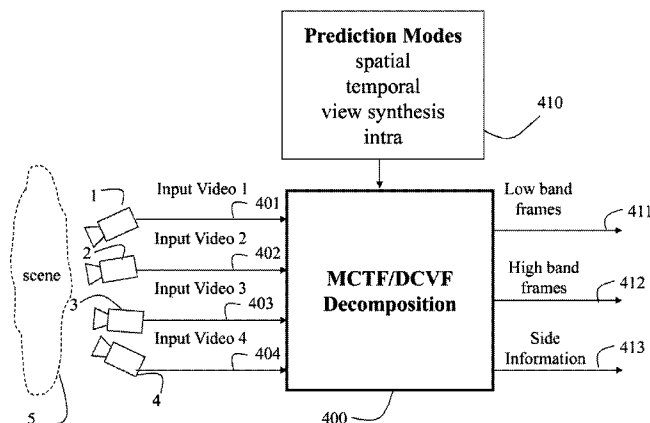 Prediction Modes
spatial
temporal
view synthesis
intra
410
1
Input Video 1
401
Low band
frames
411
2
Input Video 2
402
scene
MCTF/DCVF
Decomposition
High band
frames
412
3
Input Video 3
403
Input Video 4
404
Side
Information
413
4
5
400